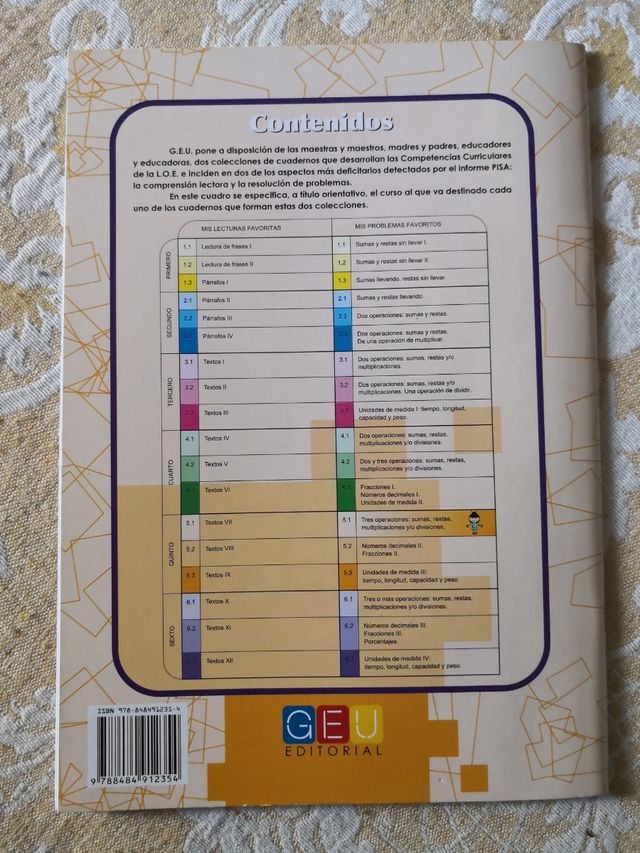 Contenidos
G.E.U. pone a disposición de las maestras y maestros, madres y padres, educadores
y educadoras, dos colecciones de cuadernos que desarrollan las Competencias Curriculares
de la L.O.E. e inciden en dos de los aspectos más deficitarios detectados por el informe PISA:
la comprensión lectora y la resolución de problemas.
En este cuadro se especifica, a título orientativo, el curso al que va destinado cada
uno de los cuadernos que forman estas dos colecciones.
MIS LECTURAS FAVORITAS MIS PROBLEMAS FAVORITOS
PRIMERO
1.1 Lectura de frases I 1.1 Sumas y restas sin llevar I.
1.2 Lectura de frases II 1.2 Sumas y restas sin llevar II.
1.3 Párrafos I 1.3 Sumas llevando, restas sin llevar.
SEGUNDO
2.1 Párrafos II 2.1 Sumas y restas llevando.
2.2 Párrafos III 2.2 Dos operaciones: sumas y restas.
2.3 Párrafos IV 2.3 Dos operaciones: sumas y restas.
De una operación de multiplicar.
TERCERO
3.1 Textos I 3.1 Dos operaciones: sumas, restas y/o
multiplicaciones.
3.2 Textos II 3.2 Dos operaciones: sumas, restas y/o
multiplicaciones. Una operación de dividir.
3.3 Textos III 3.3 Unidades de medida I: tiempo, longitud,
capacidad y peso.
CUARTO
4.1 Textos IV 4.1 Dos operaciones: sumas, restas,
multiplicaciones y/o divisiones.
4.2 Textos V 4.2 Dos y tres operaciones: sumas, restas,
multiplicaciones y/o divisiones.
Textos VI Fracciones I.
Números decimales I.
Unidades de medida II.
QUINTO
5.1 Textos VII 5.1 Tres operaciones: sumas, restas,
multiplicaciones y/o divisiones.
5.2 Textos VIII 5.2 Números decimales II.
Fracciones II.
5.3 Textos IX 5.3 Unidades de medida III:
tiempo, longitud, capacidad y peso.
SEXTO
6.1 Textos X 6.1 Tres o más operaciones: sumas, restas,
multiplicaciones y/o divisiones.
6.2 Textos XI 6.2 Números decimales III.
Fracciones III.
Porcentajes.
6.3 Textos XII 6.3 Unidades de medida IV:
tiempo, longitud, capacidad y peso.
ISBN 978-848491235-4
9 788484 912354
GEU
EDITORIAL